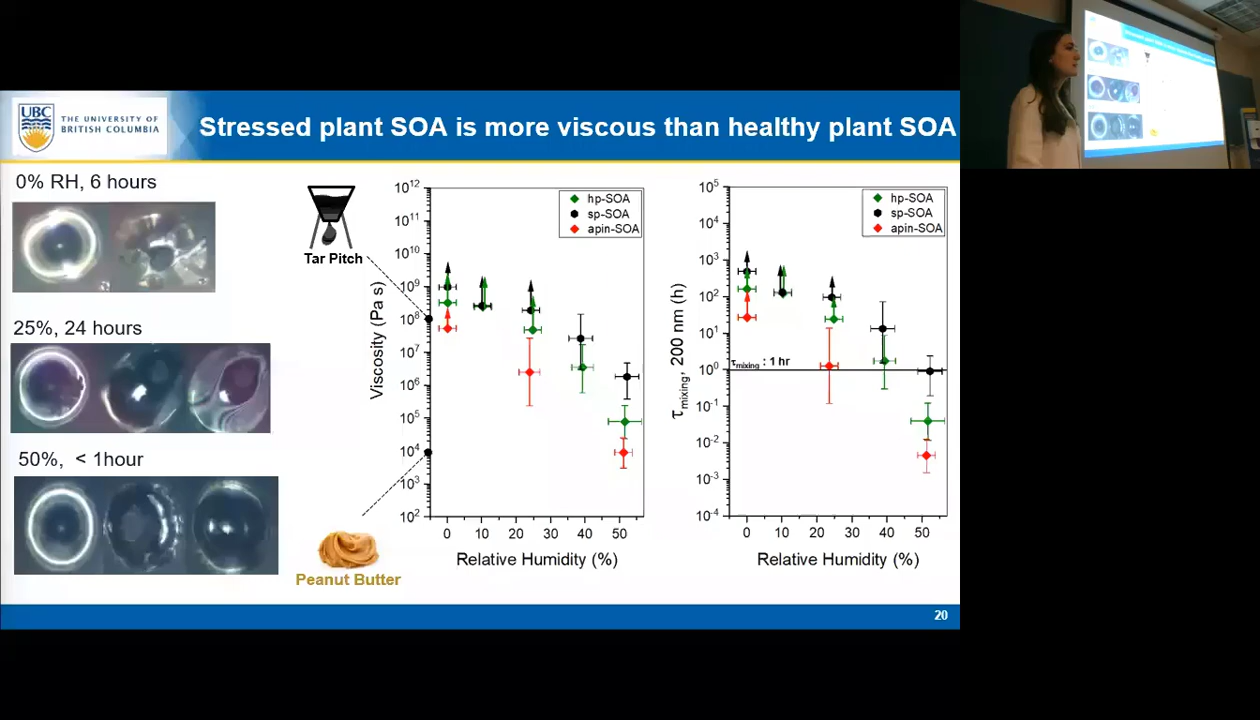 UBC
THE UNIVERSITY OF
BRITISH COLUMBIA
Stressed plant SOA is more viscous than healthy plant SOA
0% RH, 6 hours
25%, 24 hours
50%, < 1hour
Tar Pitch
Peanut Butter
Viscosity (Pa s)
10¹²
10¹¹
10¹⁰
10⁹
10⁸
10⁷
10⁶
10⁵
10⁴
10³
10²
hp-SOA
sp-SOA
apin-SOA
0 10 20 30 40 50
Relative Humidity (%)
τmixing, 200 nm (h)
10⁵
10⁴
10³
10²
10¹
10⁰
10⁻¹
10⁻²
10⁻³
10⁻⁴
hp-SOA
sp-SOA
apin-SOA
τmixing : 1 hr
0 10 20 30 40 50
Relative Humidity (%)
20